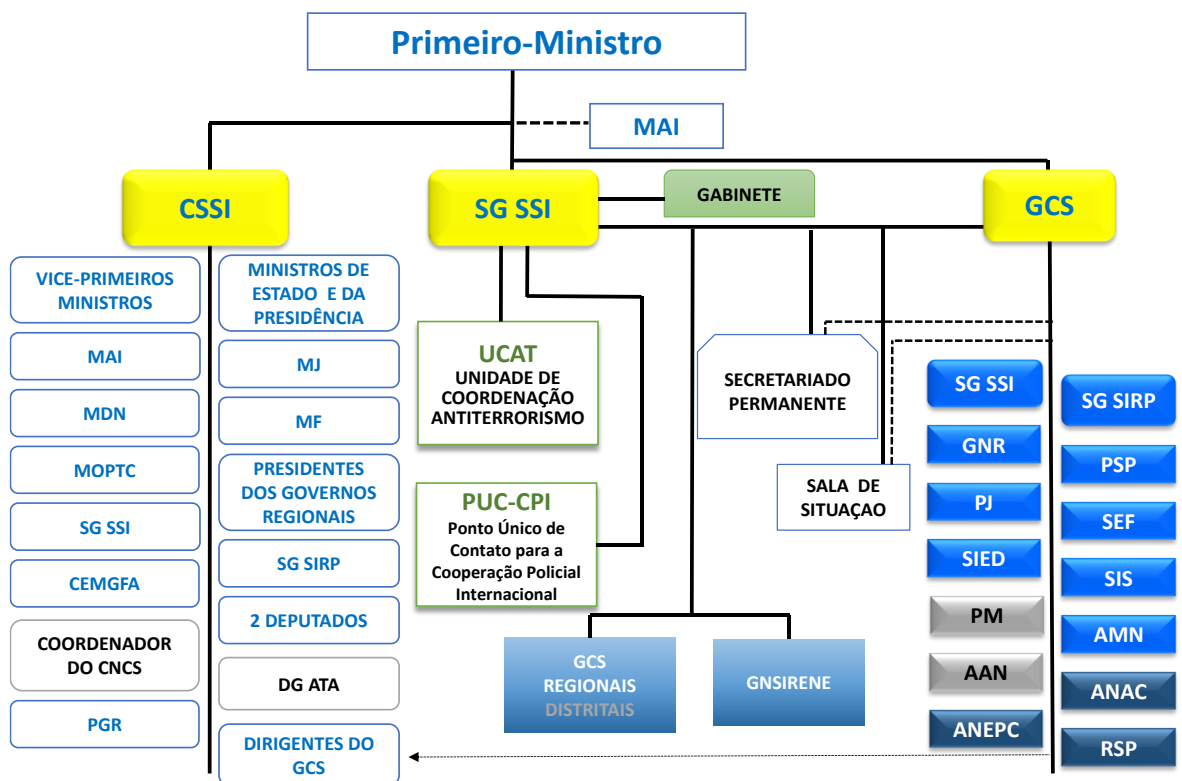 Primeiro-Ministro
MAI
CSSI
SG SSI
GABINETE
GCS
VICE-PRIMEIROS
MINISTROS
MAI
MDN
MOPTC
SG SSI
CEMGFA
COORDENADOR
DO CNCS
PGR
MINISTROS DE
ESTADO E DA
PRESIDÊNCIA
MJ
MF
PRESIDENTES
DOS GOVERNOS
REGIONAIS
SG SIRP
2 DEPUTADOS
DG ATA
DIRIGENTES DO
GCS
UCAT
UNIDADE DE
COORDENAÇÃO
ANTITERRORISMO
PUC-CPI
Ponto Único de
Contato para a
Cooperação Policial
Internacional
SECRETARIADO
PERMANENTE
SALA DE
SITUAÇAO
GCS
REGIONAIS
DISTRITAIS
GNSIRENE
SG SSI
GNR
PJ
SIED
PM
AAN
ANEPC
SG SIRP
PSP
SEF
SIS
AMN
ANAC
RSP